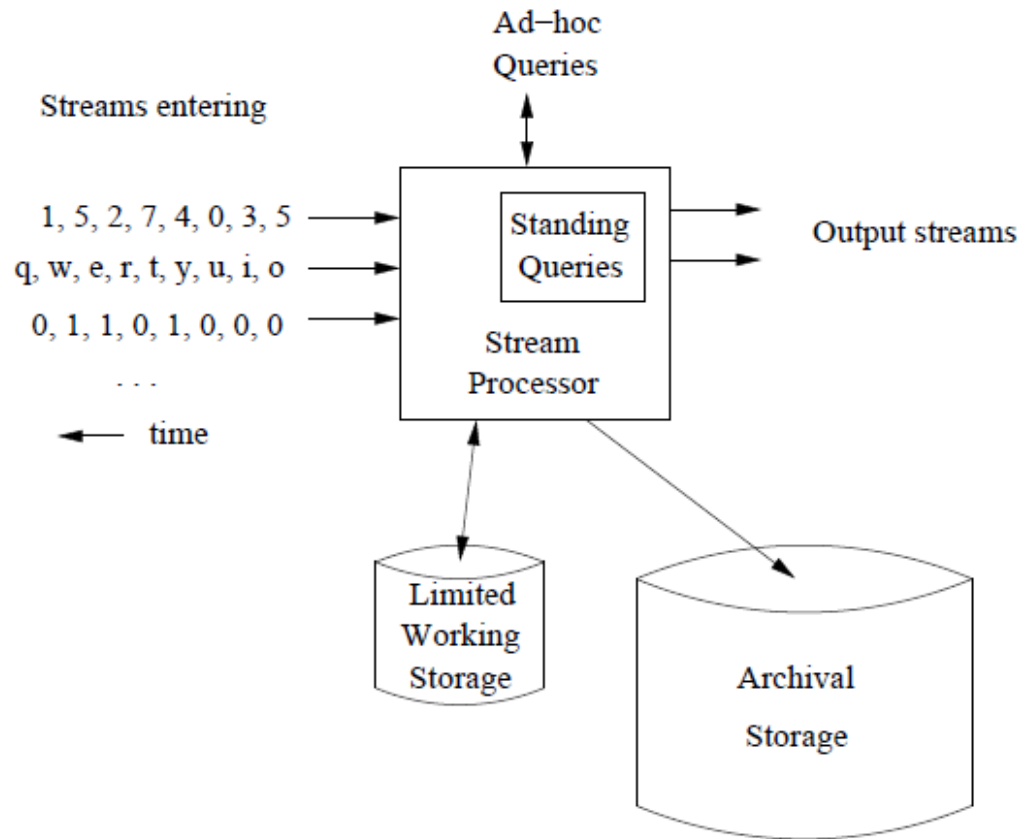 Ad-hoc
Queries
Streams entering
1, 5, 2, 7, 4, 0, 3, 5
q, w, e, r, t, y, u, i, o
0, 1, 1, 0, 1, 0, 0, 0
. . .
time
Standing
Queries
Stream
Processor
Output streams
Limited
Working
Storage
Archival
Storage